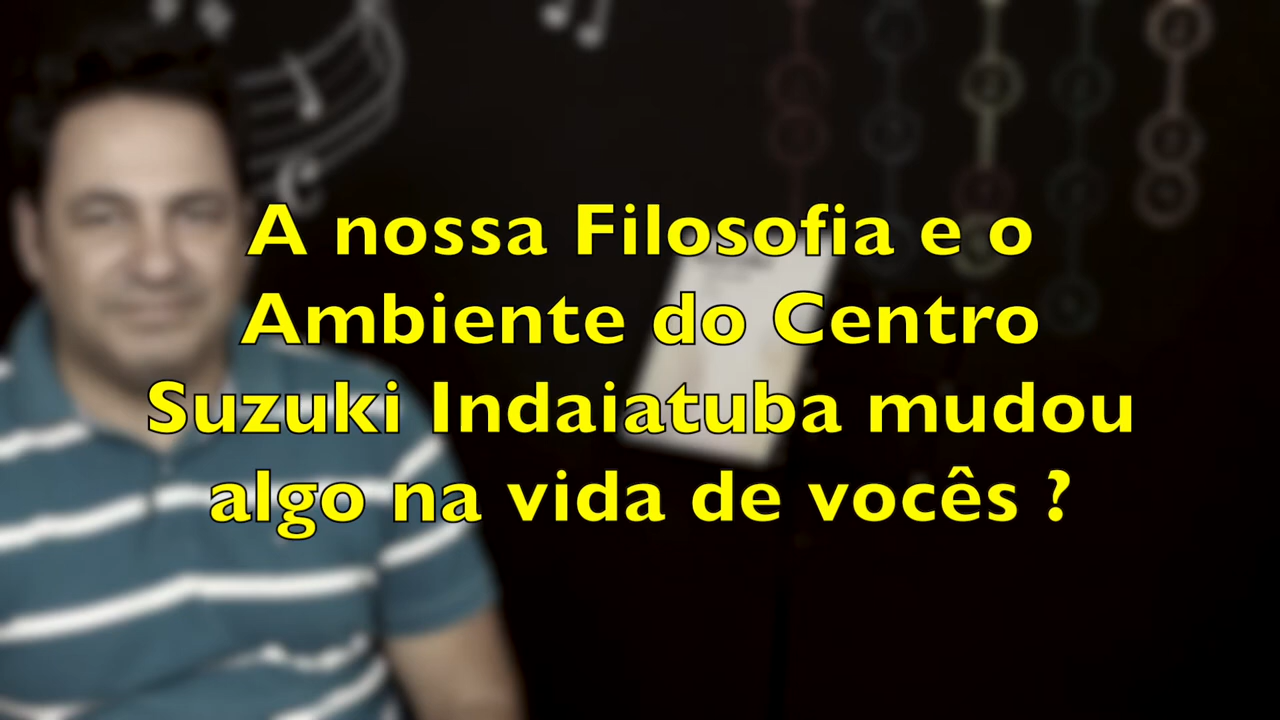 A nossa Filosofia e o
Ambiente do Centro
Suzuki Indaiatuba mudou
algo na vida de vocês ?